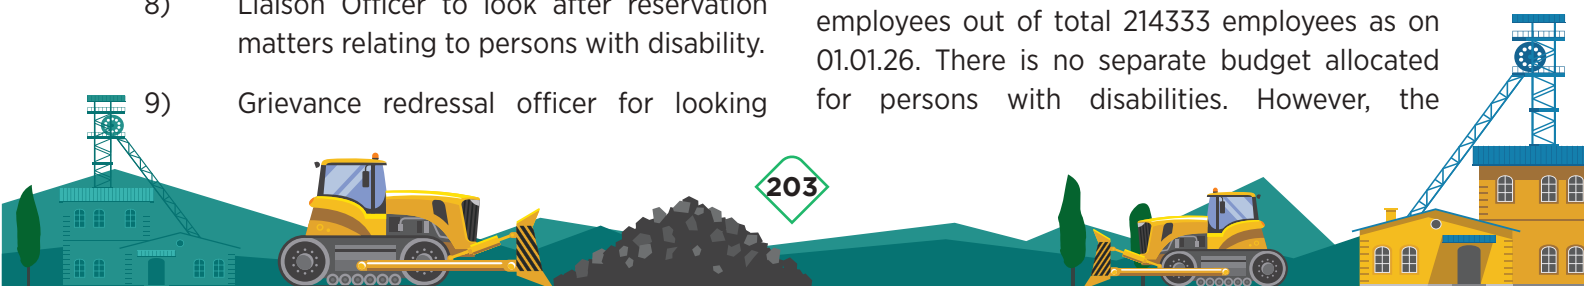 8) Liaison Officer to look after reservation
matters relating to persons with disability.
9) Grievance redressal officer for looking
employees out of total 214333 employees as on
01.01.26. There is no separate budget allocated
for persons with disabilities. However, the
203